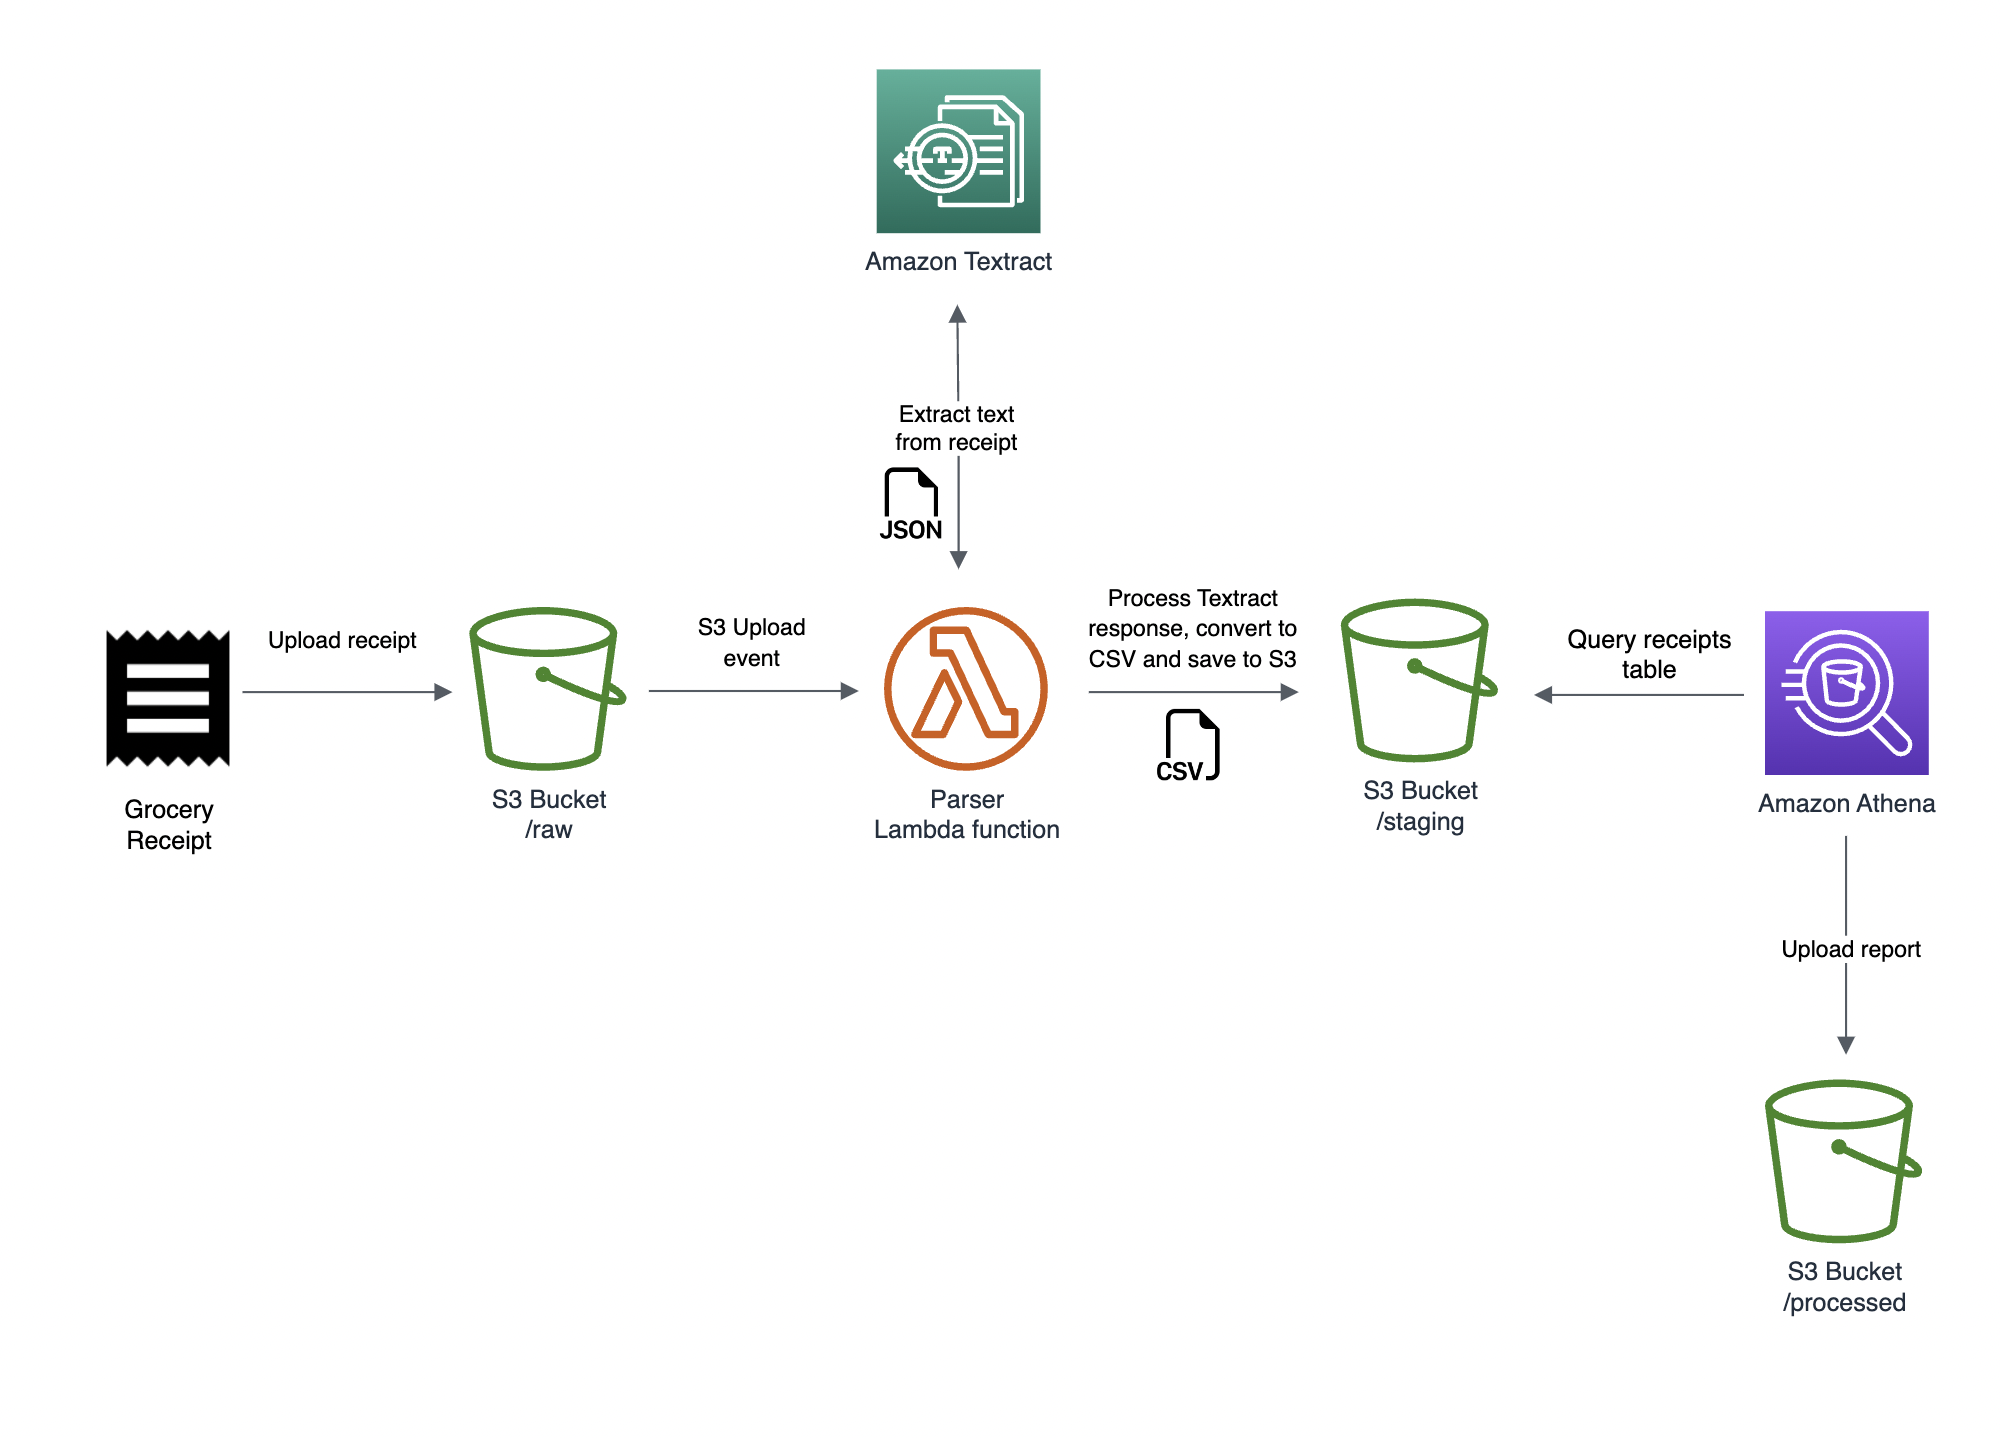 Amazon Textract
Extract text
from receipt
JSON
Upload receipt
S3 Upload
event
Process Textract
response, convert to
CSV and save to S3
CSV
Query receipts
table
Grocery
Receipt
S3 Bucket
/raw
Parser
Lambda function
S3 Bucket
/staging
Amazon Athena
Upload report
S3 Bucket
/processed